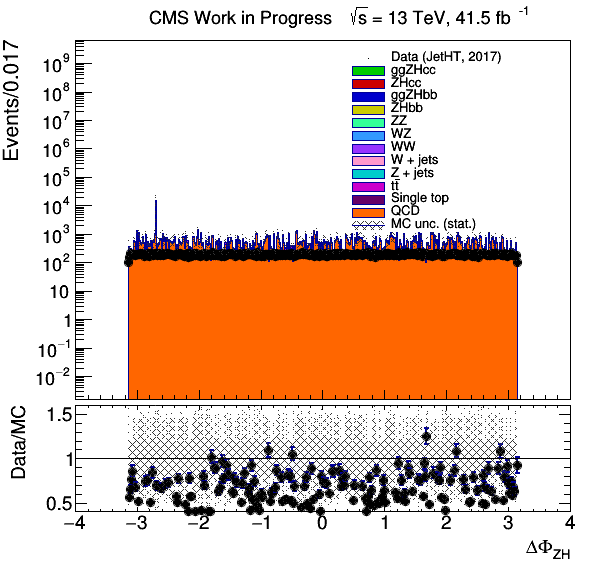 CMS Work in Progress √s = 13 TeV, 41.5 fb⁻¹
Events/0.017
10⁹
10⁸
10⁷
10⁶
10⁵
10⁴
10³
10²
10
1
10⁻¹
10⁻²
Data (JetHT, 2017)
ggZHcc
ZHcc
ggZHbb
ZHbb
ZZ
WZ
WW
W + jets
Z + jets
tt̄
Single top
QCD
MC unc. (stat.)
Data/MC
1.5
1
0.5
−4 −3 −2 −1 0 1 2 3 4
ΔΦ_ZH